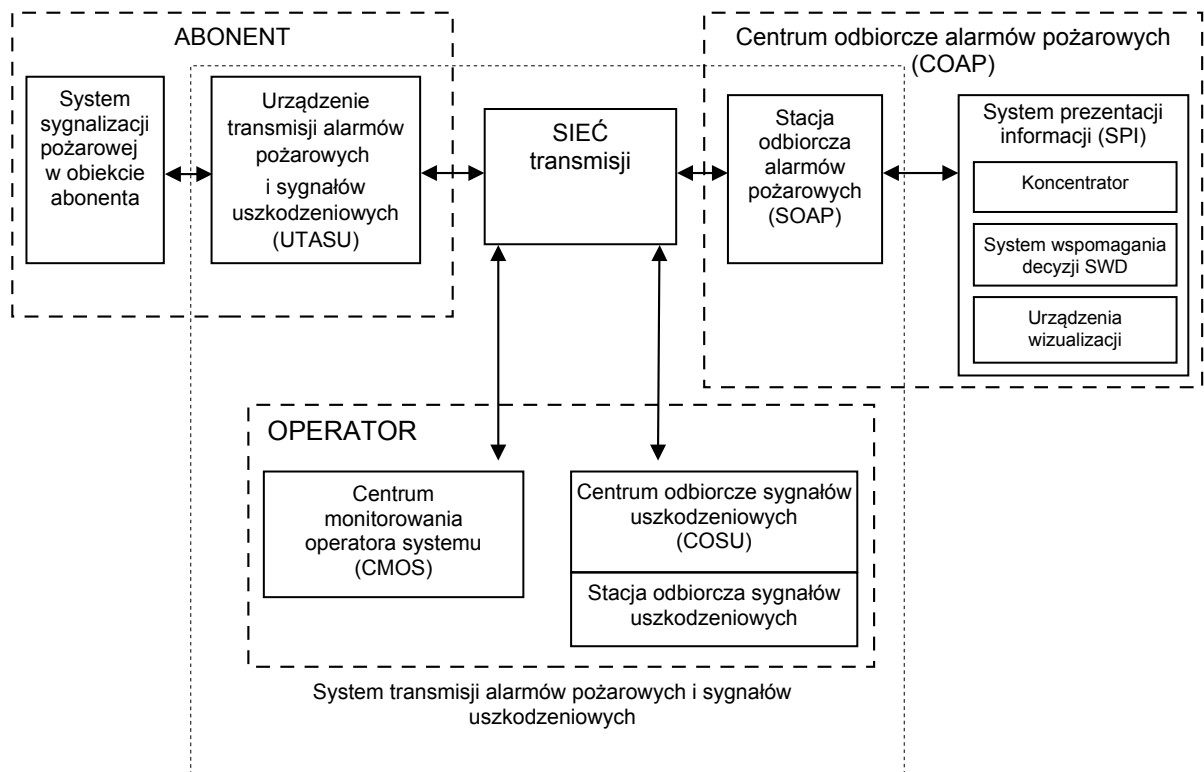 ABONENT
System
sygnalizacji
pożarowej
w obiekcie
abonenta
Urządzenie
transmisji alarmów
pożarowych
i sygnałów
uszkodzeniowych
(UTASU)
SIEĆ
transmisji
Centrum odbiorcze alarmów pożarowych
(COAP)
Stacja
odbiorcza
alarmów
pożarowych
(SOAP)
System prezentacji
informacji (SPI)
Koncentrator
System wspomagania
decyzji SWD
Urządzenia
wizualizacji
OPERATOR
Centrum
monitorowania
operatora systemu
(CMOS)
Centrum odbiorcze sygnałów
uszkodzeniowych
(COSU)
Stacja odbiorcza sygnałów
uszkodzeniowych
System transmisji alarmów pożarowych i sygnałów
uszkodzeniowych